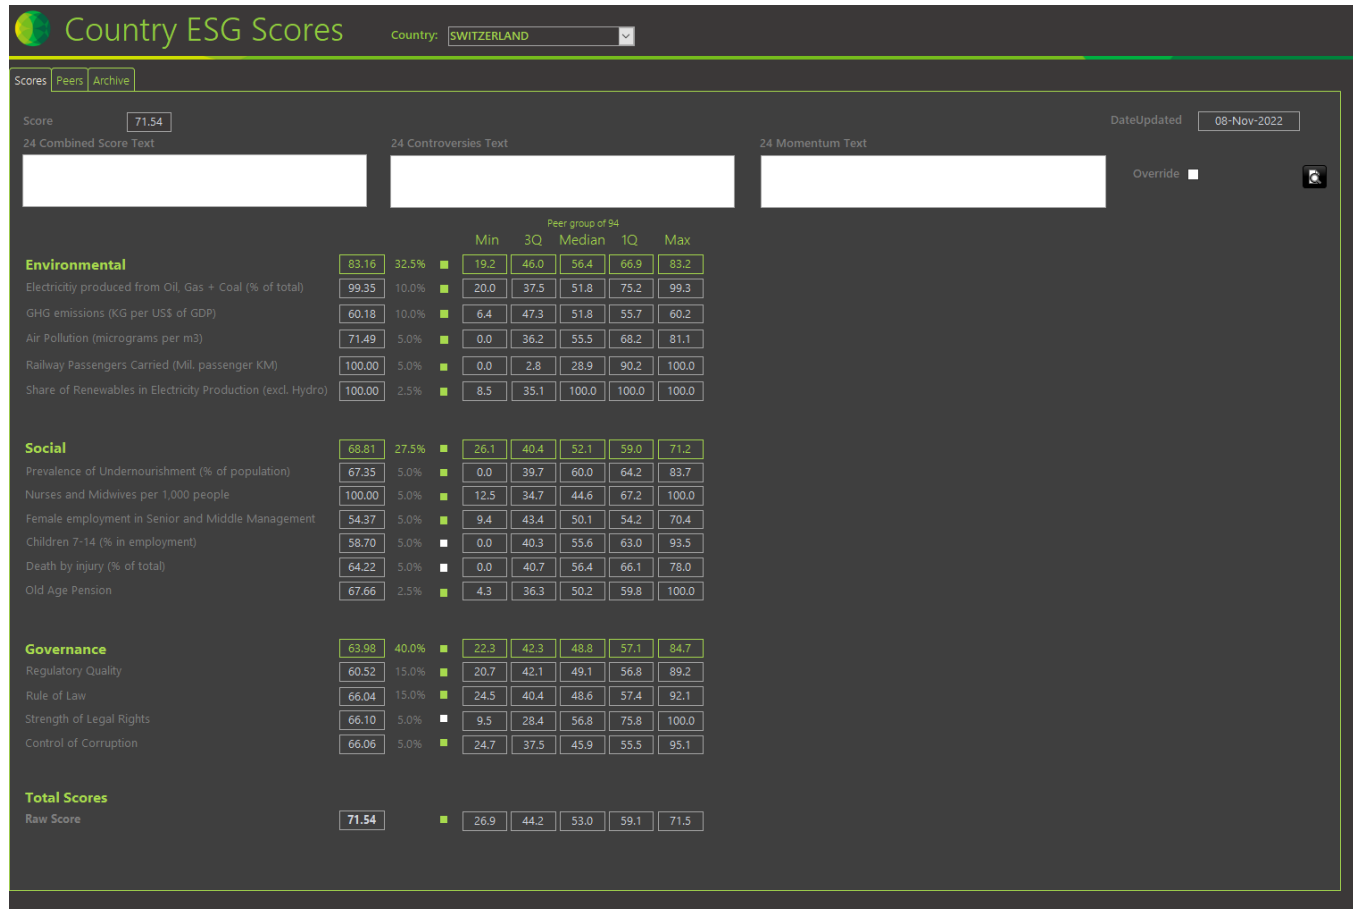 Country ESG Scores
Country: SWITZERLAND
Scores Peers Archive
Score 71.54 DateUpdated 08-Nov-2022
24 Combined Score Text 24 Controversies Text 24 Momentum Text
Override
Peer group of 94
Min 3Q Median 1Q Max
Environmental 83.16 32.5% 19.2 46.0 56.4 66.9 83.2
Electricitiy produced from Oil, Gas + Coal (% of total) 99.35 10.0% 20.0 37.5 51.8 75.2 99.3
GHG emissions (KG per US$ of GDP) 60.18 10.0% 6.4 47.3 51.8 55.7 60.2
Air Pollution (micrograms per m3) 71.49 5.0% 0.0 36.2 55.5 68.2 81.1
Railway Passengers Carried (Mil. passenger KM) 100.00 5.0% 0.0 2.8 28.9 90.2 100.0
Share of Renewables in Electricity Production (excl. Hydro) 100.00 2.5% 8.5 35.1 100.0 100.0 100.0
Social 68.81 27.5% 26.1 40.4 52.1 59.0 71.2
Prevalence of Undernourishment (% of population) 67.35 5.0% 0.0 39.7 60.0 64.2 83.7
Nurses and Midwives per 1,000 people 100.00 5.0% 12.5 34.7 44.6 67.2 100.0
Female employment in Senior and Middle Management 54.37 5.0% 9.4 43.4 50.1 54.2 70.4
Children 7-14 (% in employment) 58.70 5.0% 0.0 40.3 55.6 63.0 93.5
Death by injury (% of total) 64.22 5.0% 0.0 40.7 56.4 66.1 78.0
Old Age Pension 67.66 2.5% 4.3 36.3 50.2 59.8 100.0
Governance 63.98 40.0% 22.3 42.3 48.8 57.1 84.7
Regulatory Quality 60.52 15.0% 20.7 42.1 49.1 56.8 89.2
Rule of Law 66.04 15.0% 24.5 40.4 48.6 57.4 92.1
Strength of Legal Rights 66.10 5.0% 9.5 28.4 56.8 75.8 100.0
Control of Corruption 66.06 5.0% 24.7 37.5 45.9 55.5 95.1
Total Scores
Raw Score 71.54 26.9 44.2 53.0 59.1 71.5